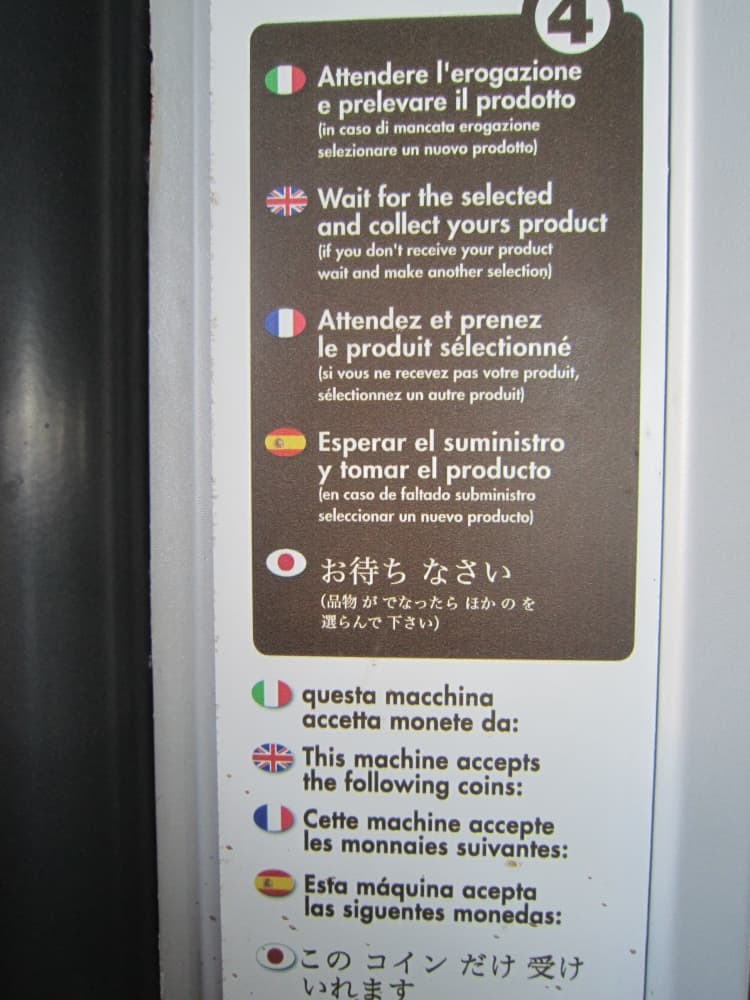 4
Attendere l'erogazione
e prelevare il prodotto
(in caso di mancata erogazione
selezionare un nuovo prodotto)
Wait for the selected
and collect yours product
(if you don't receive your product
wait and make another selection)
Attendez et prenez
le produit sélectionné
(si vous ne recevez pas votre produit,
sélectionnez un autre produit)
Esperar el suministro
y tomar el producto
(en caso de faltado subministro
seleccionar un nuevo producto)
お待ち なさい
(品物 が でなったら ほか の を
選らんで 下さい)
questa macchina
accetta monete da:
This machine accepts
the following coins:
Cette machine accepte
les monnaies suivantes:
Esta máquina acepta
las siguentes monedas:
この コイン だけ 受け
いれます